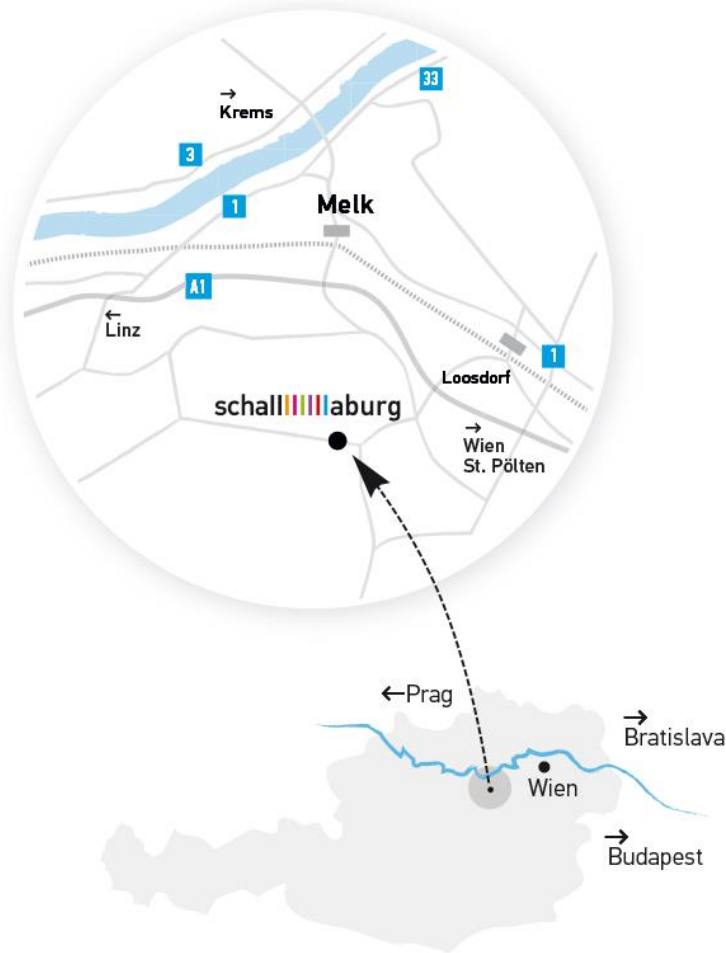 33
→
Krems
3
1
Melk
A1
←
Linz
1
Loosdorf
schallaburg
→
Wien
St. Pölten
←Prag
→
Bratislava
Wien
→
Budapest